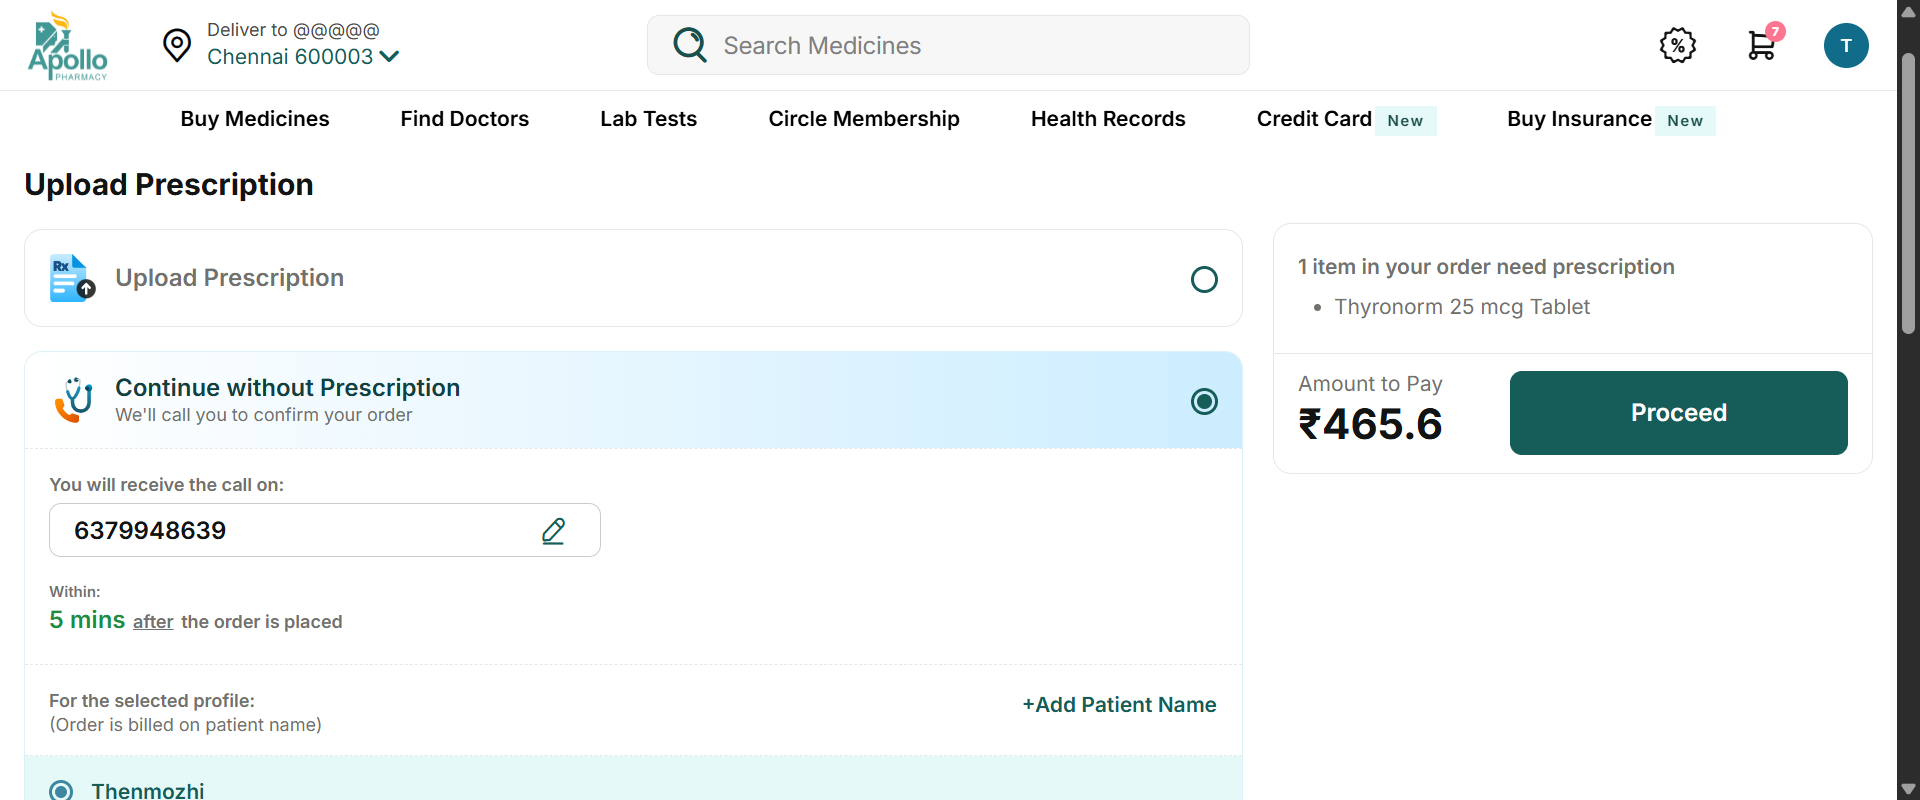 Apollo
PHARMACY
Deliver to @@@@@
Chennai 600003
Search Medicines
%
7
T
Buy Medicines
Find Doctors
Lab Tests
Circle Membership
Health Records
Credit Card New
Buy Insurance New
Upload Prescription
Rx
Upload Prescription
Continue without Prescription
We'll call you to confirm your order
You will receive the call on:
6379948639
Within:
5 mins after the order is placed
For the selected profile:
(Order is billed on patient name)
+Add Patient Name
Thenmozhi
1 item in your order need prescription
• Thyronorm 25 mcg Tablet
Amount to Pay
₹465.6
Proceed